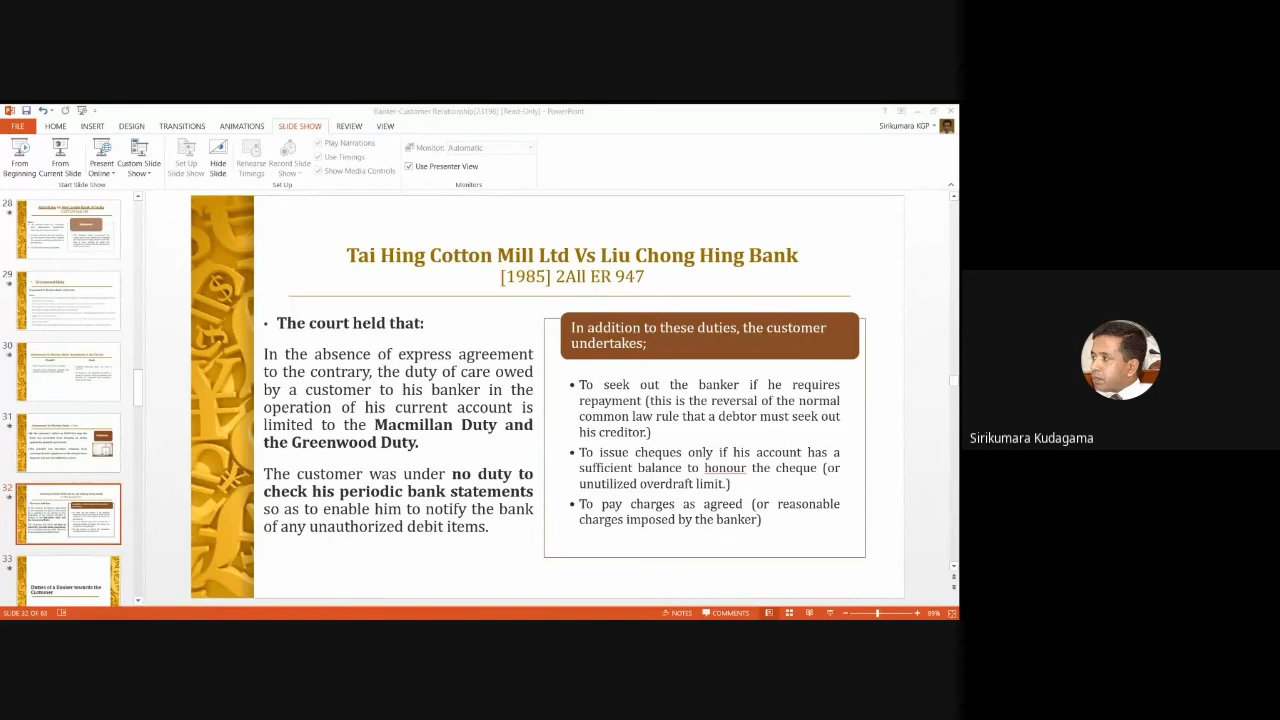 Banker-Customer Relationship[23198] [Read-Only] - PowerPoint
FILE HOME INSERT DESIGN TRANSITIONS ANIMATIONS SLIDE SHOW REVIEW VIEW
Sirikumara KGP
From Beginning
From Current Slide
Present Online
Custom Slide Show
Set Up Slide Show
Hide Slide
Rehearse Timings
Record Slide Show
Play Narrations
Use Timings
Show Media Controls
Monitor: Automatic
Use Presenter View
Start Slide Show
Set Up
Monitors
28
29
30
31
32
33
Duties of a Banker towards the
Customer
Tai Hing Cotton Mill Ltd Vs Liu Chong Hing Bank
[1985] 2All ER 947
• The court held that:
In the absence of express agreement
to the contrary, the duty of care owed
by a customer to his banker in the
operation of his current account is
limited to the Macmillan Duty and
the Greenwood Duty.
The customer was under no duty to
check his periodic bank statements
so as to enable him to notify the bank
of any unauthorized debit items.
In addition to these duties, the customer
undertakes;
• To seek out the banker if he requires
repayment (this is the reversal of the normal
common law rule that a debtor must seek out
his creditor.)
• To issue cheques only if his account has a
sufficient balance to honour the cheque (or
unutilized overdraft limit.)
• To pay charges as agreed (or reasonable
charges imposed by the banker)
SLIDE 32 OF 63
NOTES
COMMENTS
89%
Sirikumara Kudagama